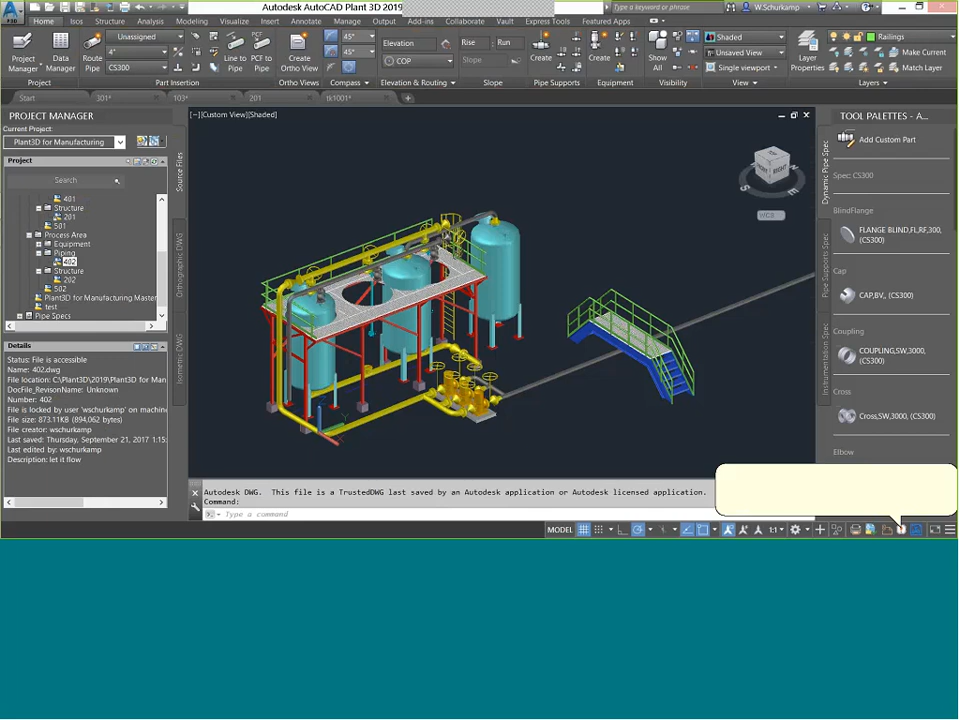 Autodesk AutoCAD Plant 3D 2019
Type a keyword or phrase
W.Schurkamp
Home Isos Structure Analysis Modeling Visualize Insert Annotate Manage Output Add-ins Collaborate Vault Express Tools Featured Apps
Project Manager
Data Manager
Route Pipe
Unassigned
4"
CS300
Line to Pipe
PCF to Pipe
Create Ortho View
45°
45°
Elevation
COP
Rise
Run
Slope
Create
Create
Show All
Shaded
Unsaved View
Single viewport
Layer Properties
Railings
Make Current
Match Layer
Project
Part Insertion
Ortho Views
Compass
Elevation & Routing
Slope
Pipe Supports
Equipment
Visibility
View
Layers
Start
301*
103*
201
tk1001*
PROJECT MANAGER
Current Project:
Plant3D for Manufacturing
Project
Search
401
Structure
201
501
Process Area
Equipment
Piping
402
Structure
202
502
Plant3D for Manufacturing Master
test
Pipe Specs
Details
Status: File is accessible
Name: 402.dwg
File location: C:\Plant3D\2019\Plant3D for Man
DocFile_RevisonName: Unknown
Number: 402
File is locked by user 'wschurkamp' on machin
File size: 873.11KB (894,062 bytes)
File creator: wschurkamp
Last saved: Thursday, September 21, 2017 1:15:
Last edited by: wschurkamp
Description: let it flow
Source Files
Orthographic DWG
Isometric DWG
[−][Custom View][Shaded]
WCS
Autodesk DWG. This file is a TrustedDWG last saved by an Autodesk application or Autodesk licensed application.
Command:
Type a command
MODEL
1:1
TOOL PALETTES - A...
Dynamic Pipe Spec
Pipe Supports Spec
Instrumentation Spec
Add Custom Part
Spec: CS300
BlindFlange
FLANGE BLIND,FL,RF,300, (CS300)
Cap
CAP,BV,, (CS300)
Coupling
COUPLING,SW,3000, (CS300)
Cross
Cross,SW,3000, (CS300)
Elbow